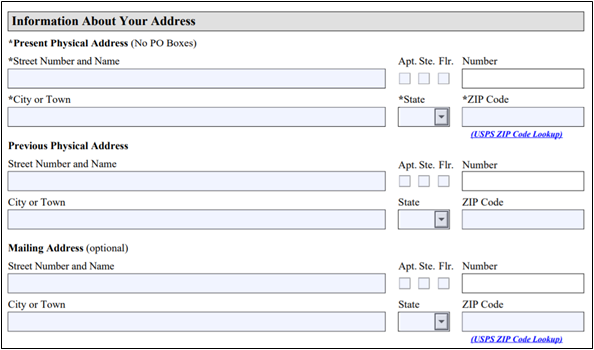 Information About Your Address
*Present Physical Address (No PO Boxes)
*Street Number and Name Apt. Ste. Flr. Number
*City or Town *State *ZIP Code
(USPS ZIP Code Lookup)
Previous Physical Address
Street Number and Name Apt. Ste. Flr. Number
City or Town State ZIP Code
Mailing Address (optional)
Street Number and Name Apt. Ste. Flr. Number
City or Town State ZIP Code
(USPS ZIP Code Lookup)